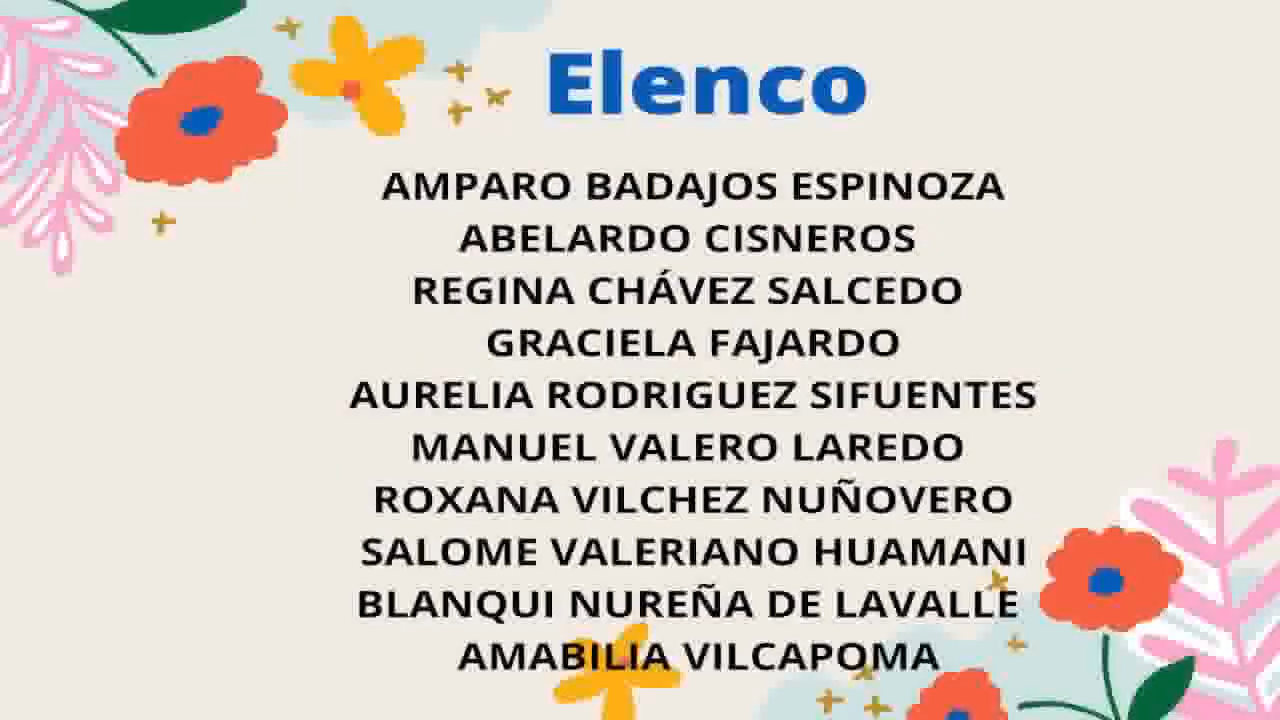 Elenco
AMPARO BADAJOS ESPINOZA
ABELARDO CISNEROS
REGINA CHÁVEZ SALCEDO
GRACIELA FAJARDO
AURELIA RODRIGUEZ SIFUENTES
MANUEL VALERO LAREDO
ROXANA VILCHEZ NUÑOVERO
SALOME VALERIANO HUAMANI
BLANQUI NUREÑA DE LAVALLE
AMABILIA VILCAPOMA